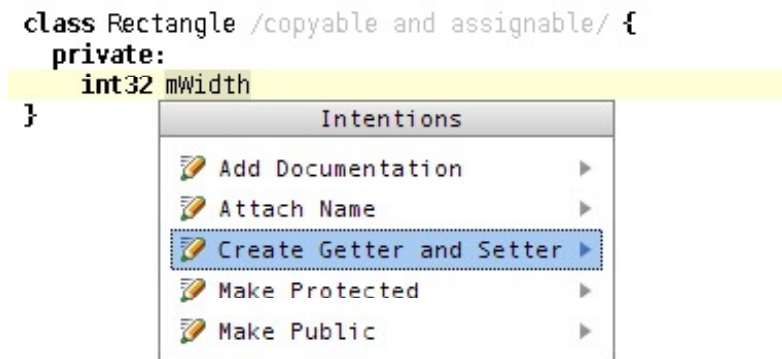 class Rectangle /copyable and assignable/ {
private:
int32 mWidth
}
Intentions
Add Documentation
Attach Name
Create Getter and Setter
Make Protected
Make Public